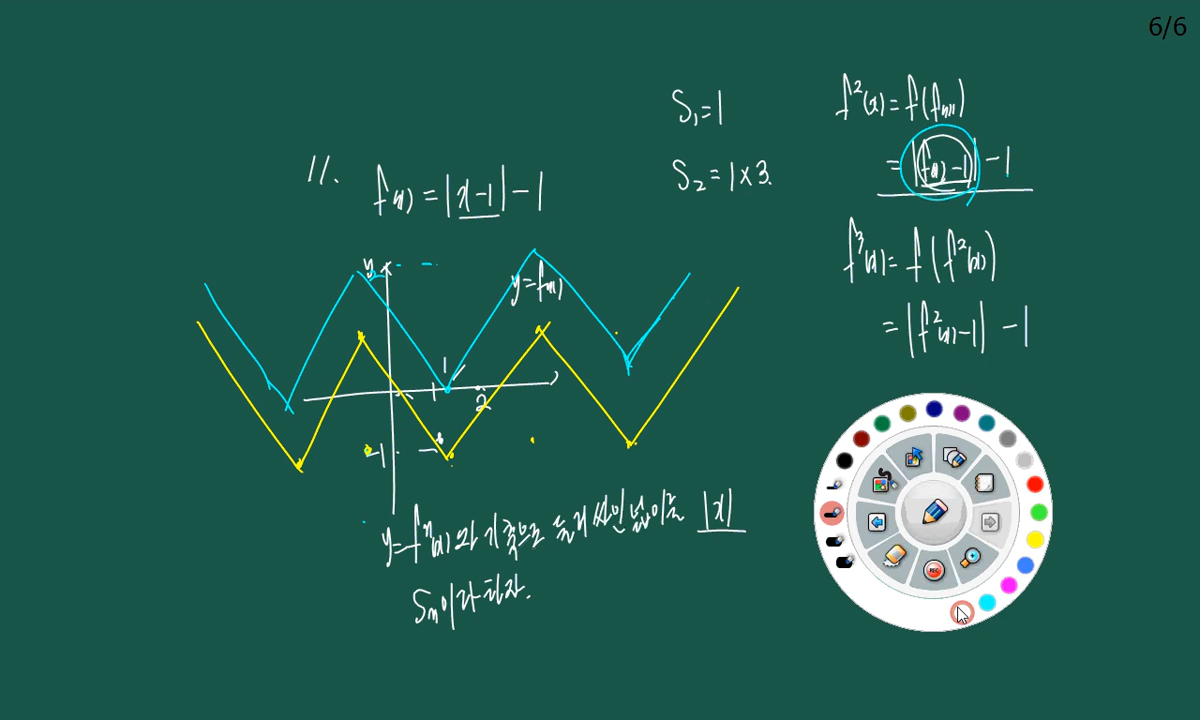 6/6
11.
f(x) = |x-1| -1
S₁=1
S₂ = 1×3.
f²(x) = f(f(x))
= |f(x)-1| -1
f³(x) = f(f²(x))
= |f²(x)-1| -1
y
y=f(x)
1
1
2
-1
y=fⁿ(x)와 x축으로 둘러싸인 넓이를
|x|
Sn이라 하자.
REC